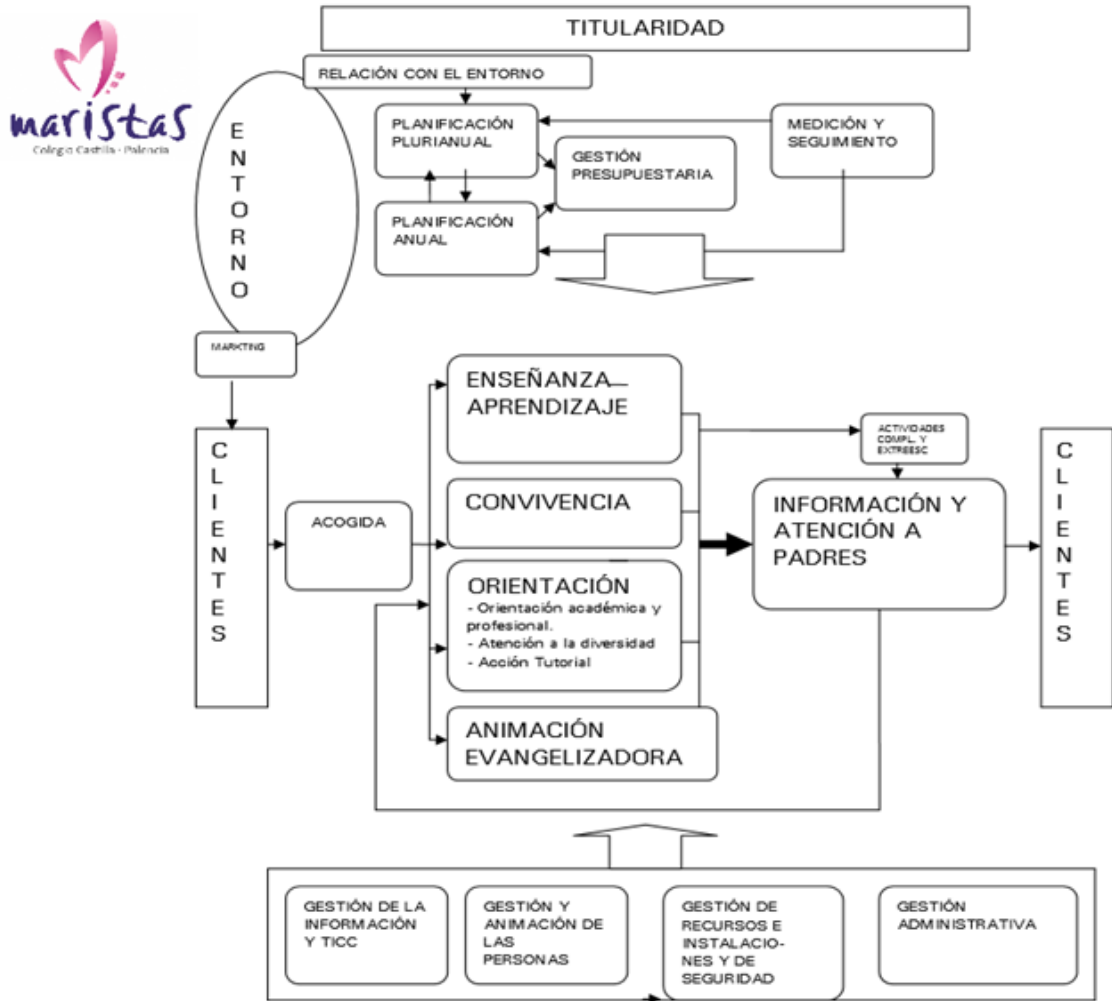 TITULARIDAD
maristas
Colegio Castilla - Palencia
RELACIÓN CON EL ENTORNO
ENTORNO
PLANIFICACIÓN
PLURIANUAL
MEDICIÓN Y
SEGUIMIENTO
GESTIÓN
PRESUPUESTARIA
PLANIFICACIÓN
ANUAL
MARKTING
CLIENTES
ACOGIDA
ENSEÑANZA—
APRENDIZAJE
CONVIVENCIA
ORIENTACIÓN
- Orientación académica y
profesional.
- Atención a la diversidad
- Acción Tutorial
ANIMACIÓN
EVANGELIZADORA
ACTIVIDADES
COMPL. Y
EXTREESC
INFORMACIÓN Y
ATENCIÓN A
PADRES
CLIENTES
GESTIÓN DE LA
INFORMACIÓN
Y TICC
GESTIÓN Y
ANIMACIÓN DE
LAS
PERSONAS
GESTIÓN DE
RECURSOS E
INSTALACIO-
NES Y DE
SEGURIDAD
GESTIÓN
ADMINISTRATIVA